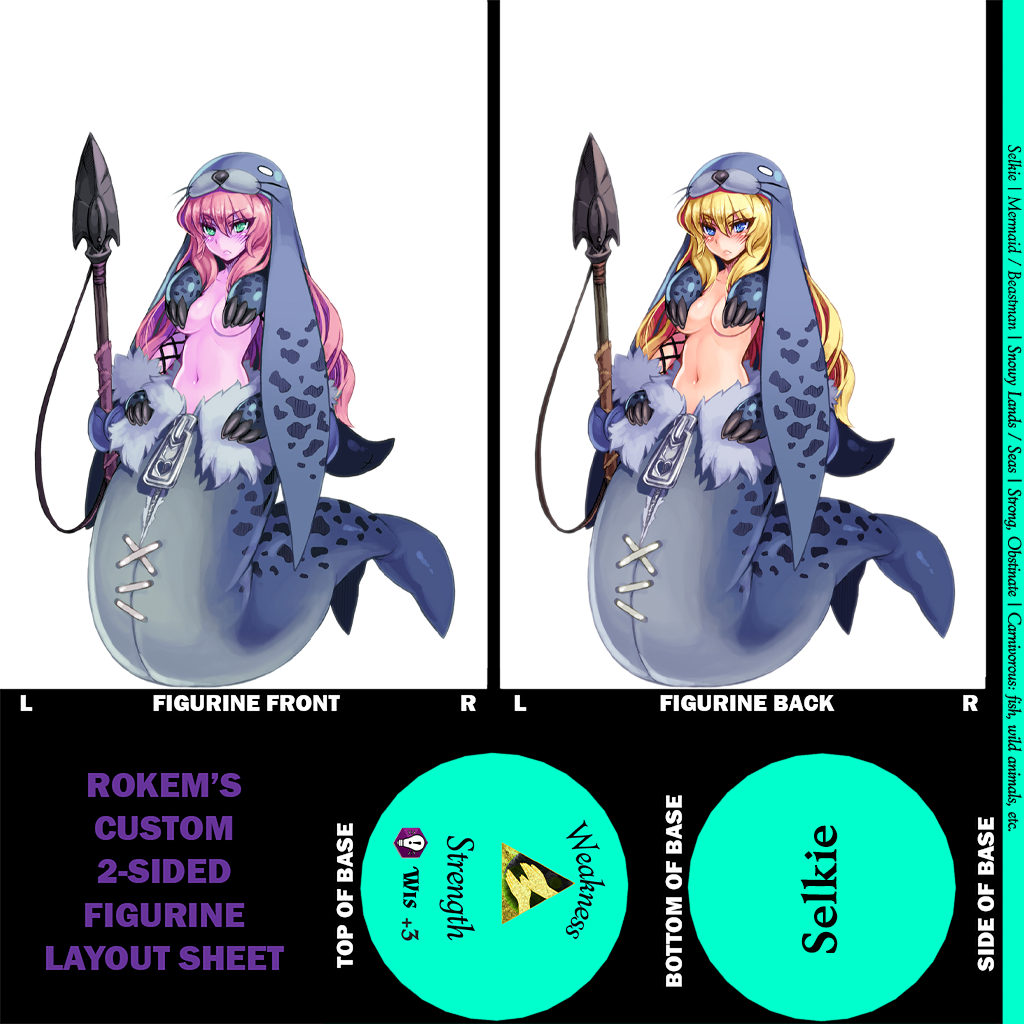 L FIGURINE FRONT R
L FIGURINE BACK R
ROKEM'S
CUSTOM
2-SIDED
FIGURINE
LAYOUT SHEET
TOP OF BASE
Weakness
Strength
Wis +3
BOTTOM OF BASE
Selkie
SIDE OF BASE
Selkie | Mermaid / Beastman | Snowy Lands / Seas | Strong, Obstinate | Carnivorous: fish, wild animals, etc.